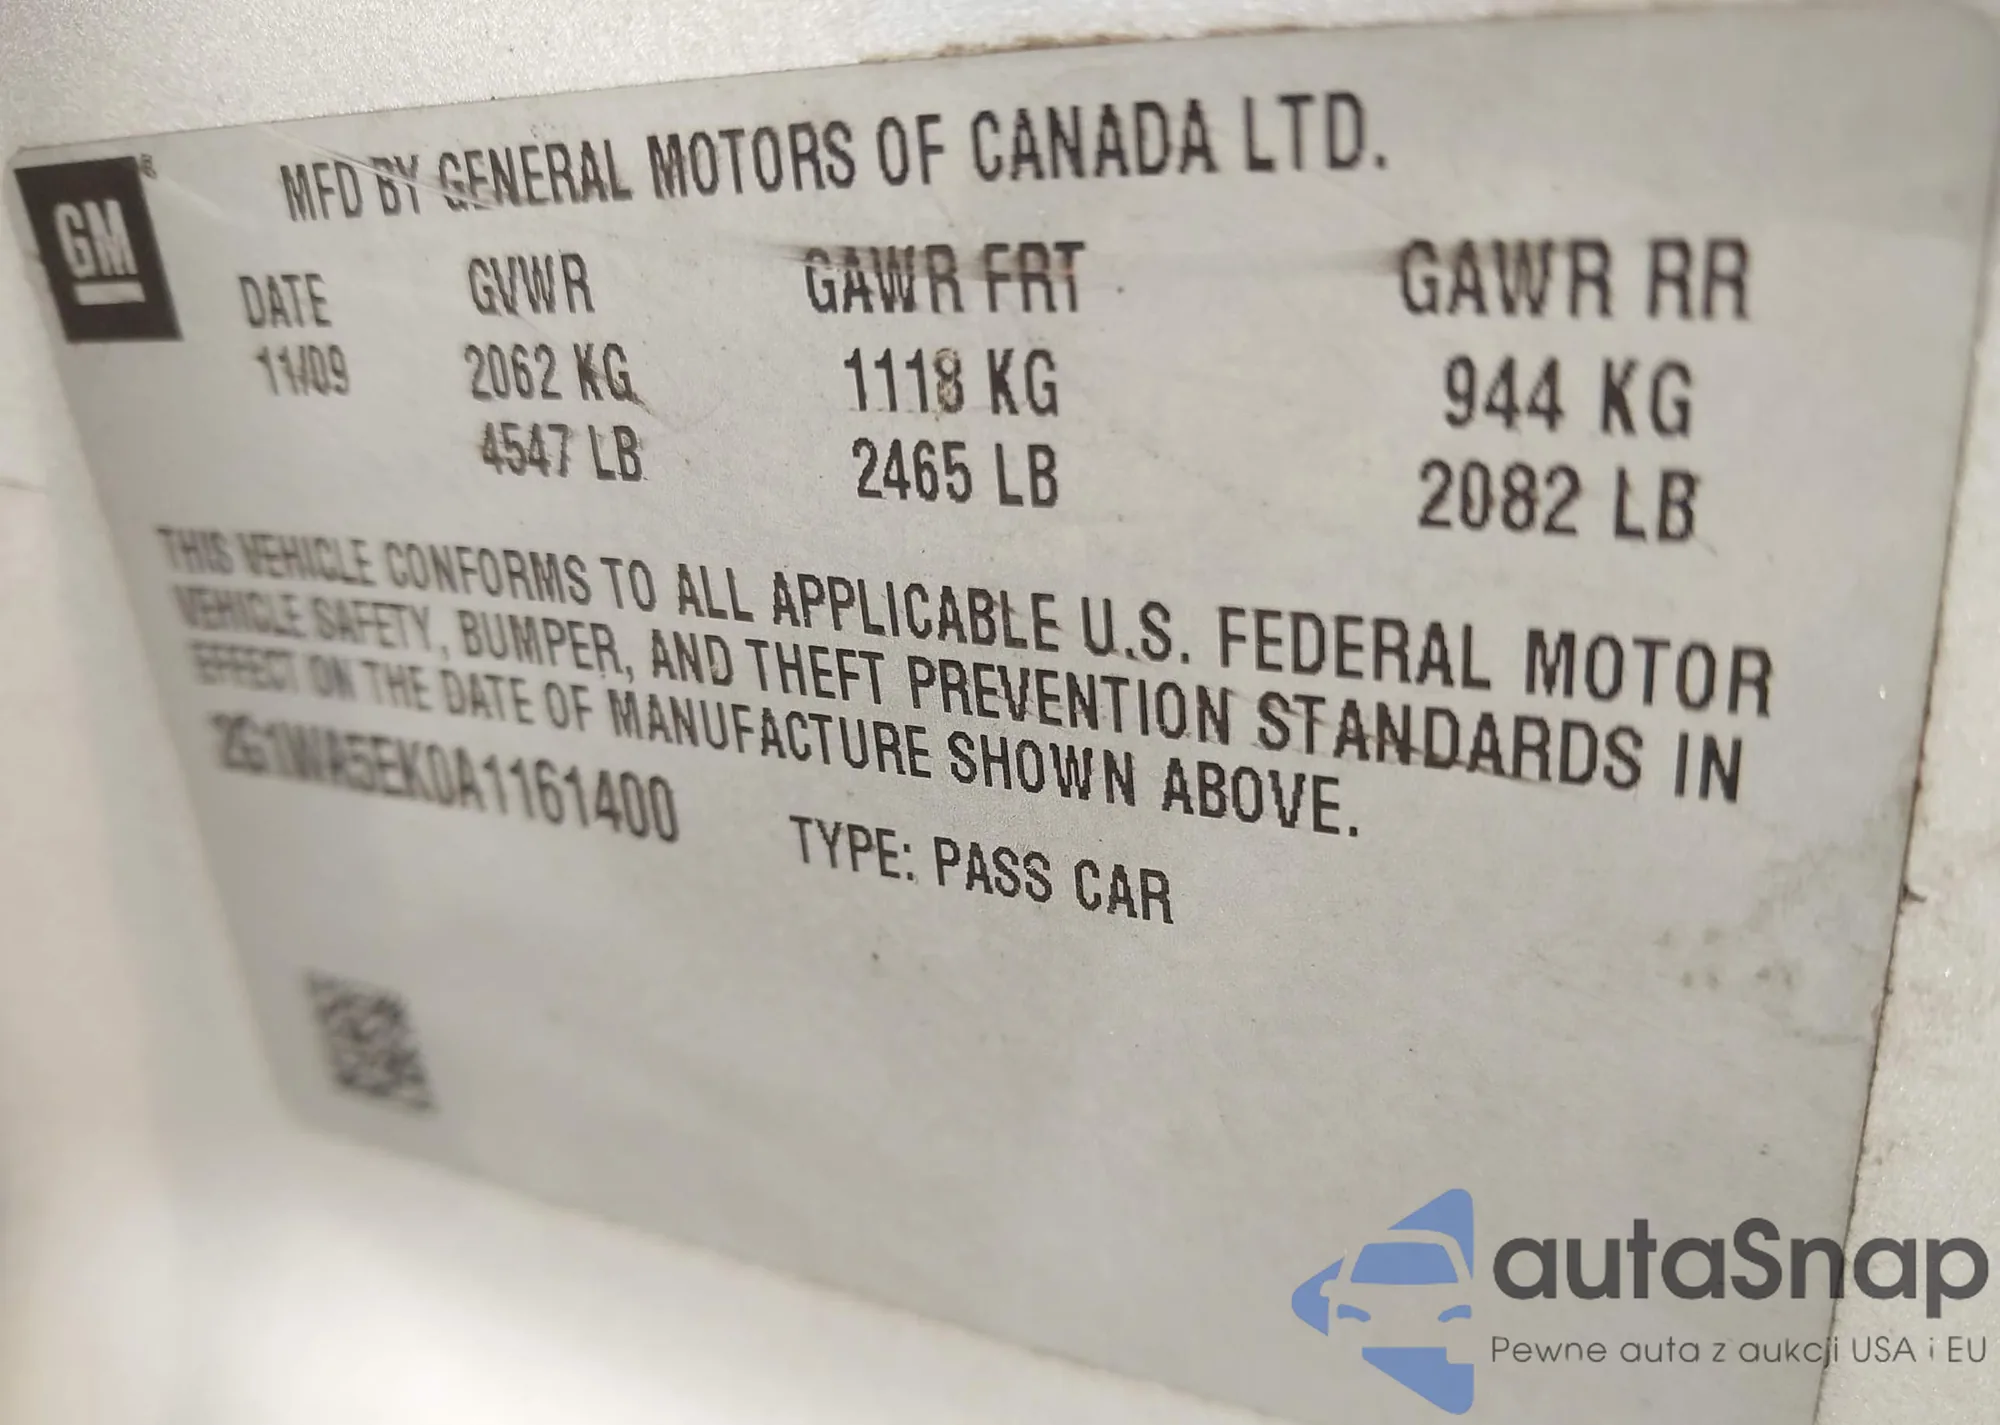 GM®
MFD BY GENERAL MOTORS OF CANADA LTD.
DATE GVWR GAWR FRT GAWR RR
11/09 2062 KG 1118 KG 944 KG
4547 LB 2465 LB 2082 LB
THIS VEHICLE CONFORMS TO ALL APPLICABLE U.S. FEDERAL MOTOR
VEHICLE SAFETY, BUMPER, AND THEFT PREVENTION STANDARDS IN
EFFECT ON THE DATE OF MANUFACTURE SHOWN ABOVE.
2G1WA5EK0A1161400 TYPE: PASS CAR
autaSnap
Pewne auta z aukcji USA i EU